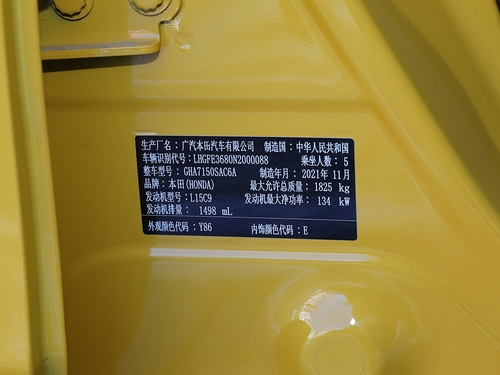 生产厂名：广汽本田汽车有限公司 制造国：中华人民共和国
车辆识别代号：LHGFE3680N2000088 乘坐人数：5
整车型号：GHA7150SAC6A 制造年月：2021年11月
品牌：本田(HONDA) 最大允许总质量：1825 kg
发动机型号：L15C9 发动机最大净功率：134 kW
发动机排量：1498 mL
外观颜色代码：Y86 内饰颜色代码：E